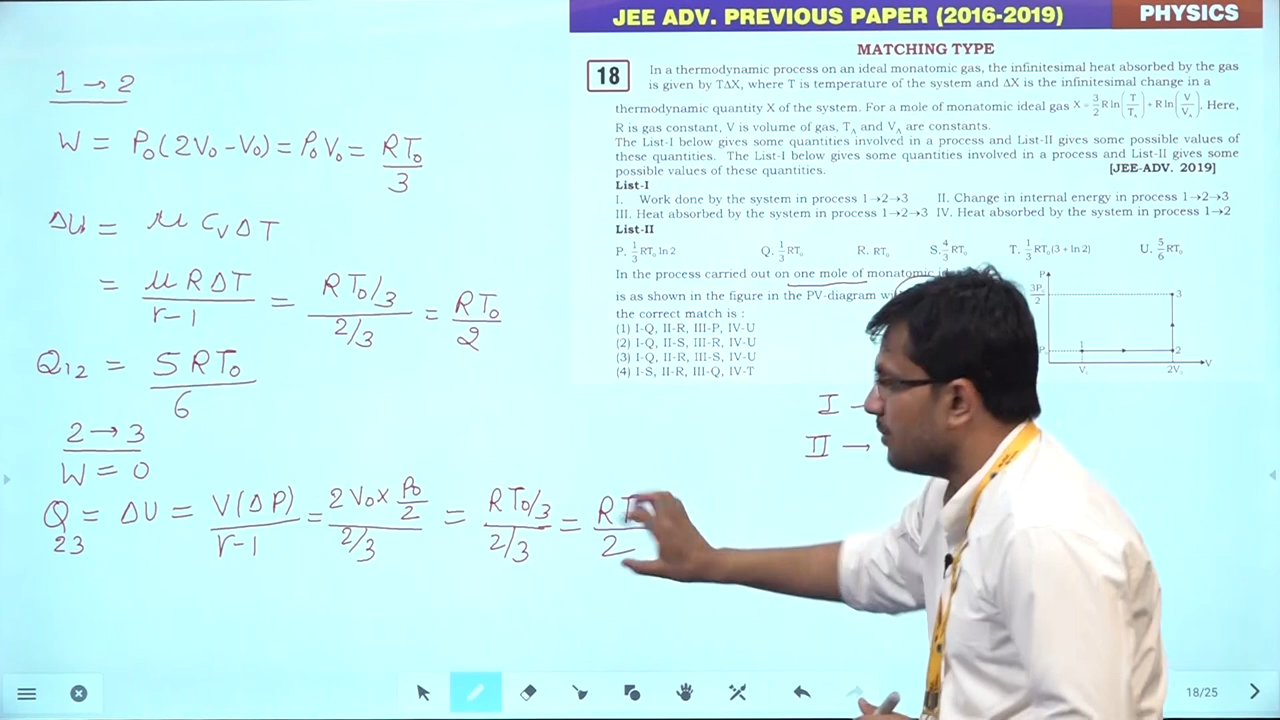 JEE ADV. PREVIOUS PAPER (2016-2019)
PHYSICS
MATCHING TYPE
18
In a thermodynamic process on an ideal monatomic gas, the infinitesimal heat absorbed by the gas
is given by TΔX, where T is temperature of the system and ΔX is the infinitesimal change in a
thermodynamic quantity X of the system. For a mole of monatomic ideal gas X = 3/2 R ln(T/T_A) + R ln(V/V_A). Here,
R is gas constant, V is volume of gas, T_A and V_A are constants.
The List-I below gives some quantities involved in a process and List-II gives some possible values of
these quantities. The List-I below gives some quantities involved in a process and List-II gives some
possible values of these quantities. [JEE-ADV. 2019]
List-I
I. Work done by the system in process 1→2→3 II. Change in internal energy in process 1→2→3
III. Heat absorbed by the system in process 1→2→3 IV. Heat absorbed by the system in process 1→2
List-II
P. 1/3 RT₀ ln 2 Q. 1/3 RT₀ R. RT₀ S. 4/3 RT₀ T. 1/3 RT₀(3 + ln 2) U. 5/6 RT₀
In the process carried out on one mole of monatomic
is as shown in the figure in the PV-diagram
the correct match is :
(1) I-Q, II-R, III-P, IV-U
(2) I-Q, II-S, III-R, IV-U
(3) I-Q, II-R, III-S, IV-U
(4) I-S, II-R, III-Q, IV-T
P
3P
2
3
1
2
V
2V
V
1 → 2
W = P₀(2V₀ - V₀) = P₀V₀ = RT₀/3
ΔU = μ C_V ΔT
= μRΔT/(r-1) = (RT₀/3)/(2/3) = RT₀/2
Q₁₂ = 5RT₀/6
2 → 3
W = 0
Q₂₃ = ΔU = V(ΔP)/(r-1) = (2V₀ × P₀/2)/(2/3) = (RT₀/3)/(2/3) = RT/2
I
II →
18/25